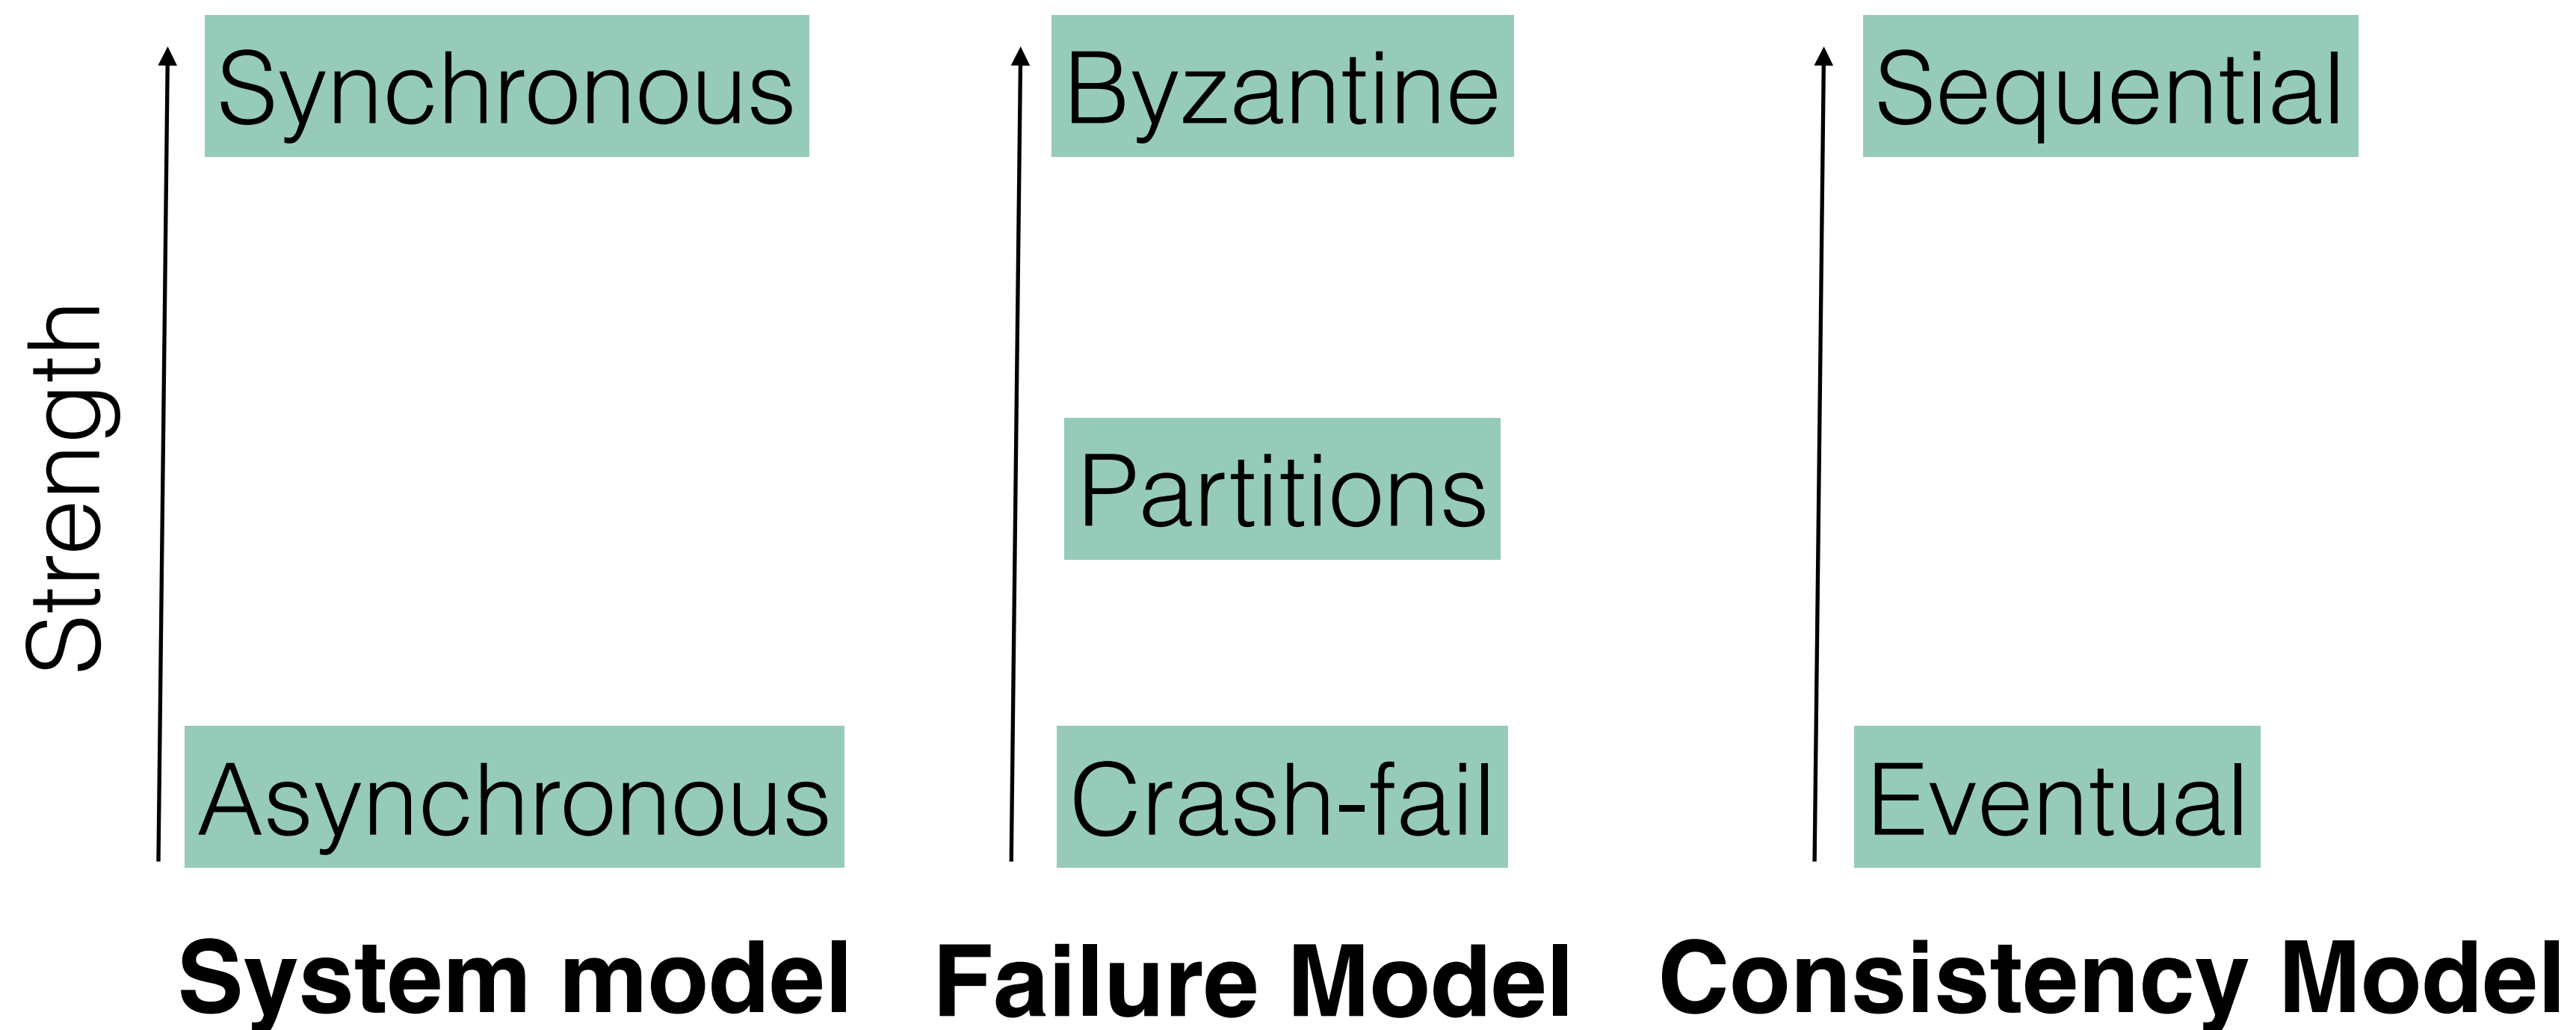 Strength
Synchronous
Asynchronous
System model
Byzantine
Partitions
Crash-fail
Failure Model
Sequential
Eventual
Consistency Model